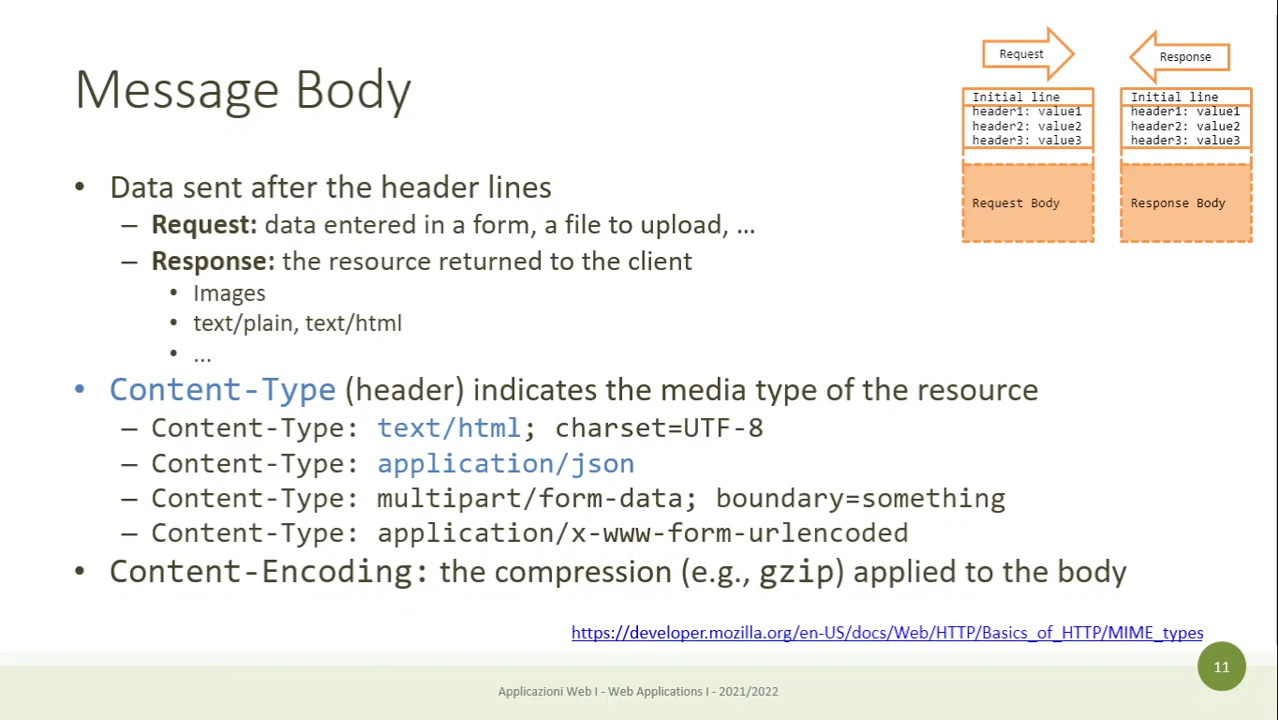 Message Body
Request
Response
Initial line
header1: value1
header2: value2
header3: value3
Request Body
Initial line
header1: value1
header2: value2
header3: value3
Response Body
• Data sent after the header lines
– Request: data entered in a form, a file to upload, …
– Response: the resource returned to the client
• Images
• text/plain, text/html
• ...
• Content-Type (header) indicates the media type of the resource
– Content-Type: text/html; charset=UTF-8
– Content-Type: application/json
– Content-Type: multipart/form-data; boundary=something
– Content-Type: application/x-www-form-urlencoded
• Content-Encoding: the compression (e.g., gzip) applied to the body
https://developer.mozilla.org/en-US/docs/Web/HTTP/Basics_of_HTTP/MIME_types
11
Applicazioni Web I - Web Applications I - 2021/2022